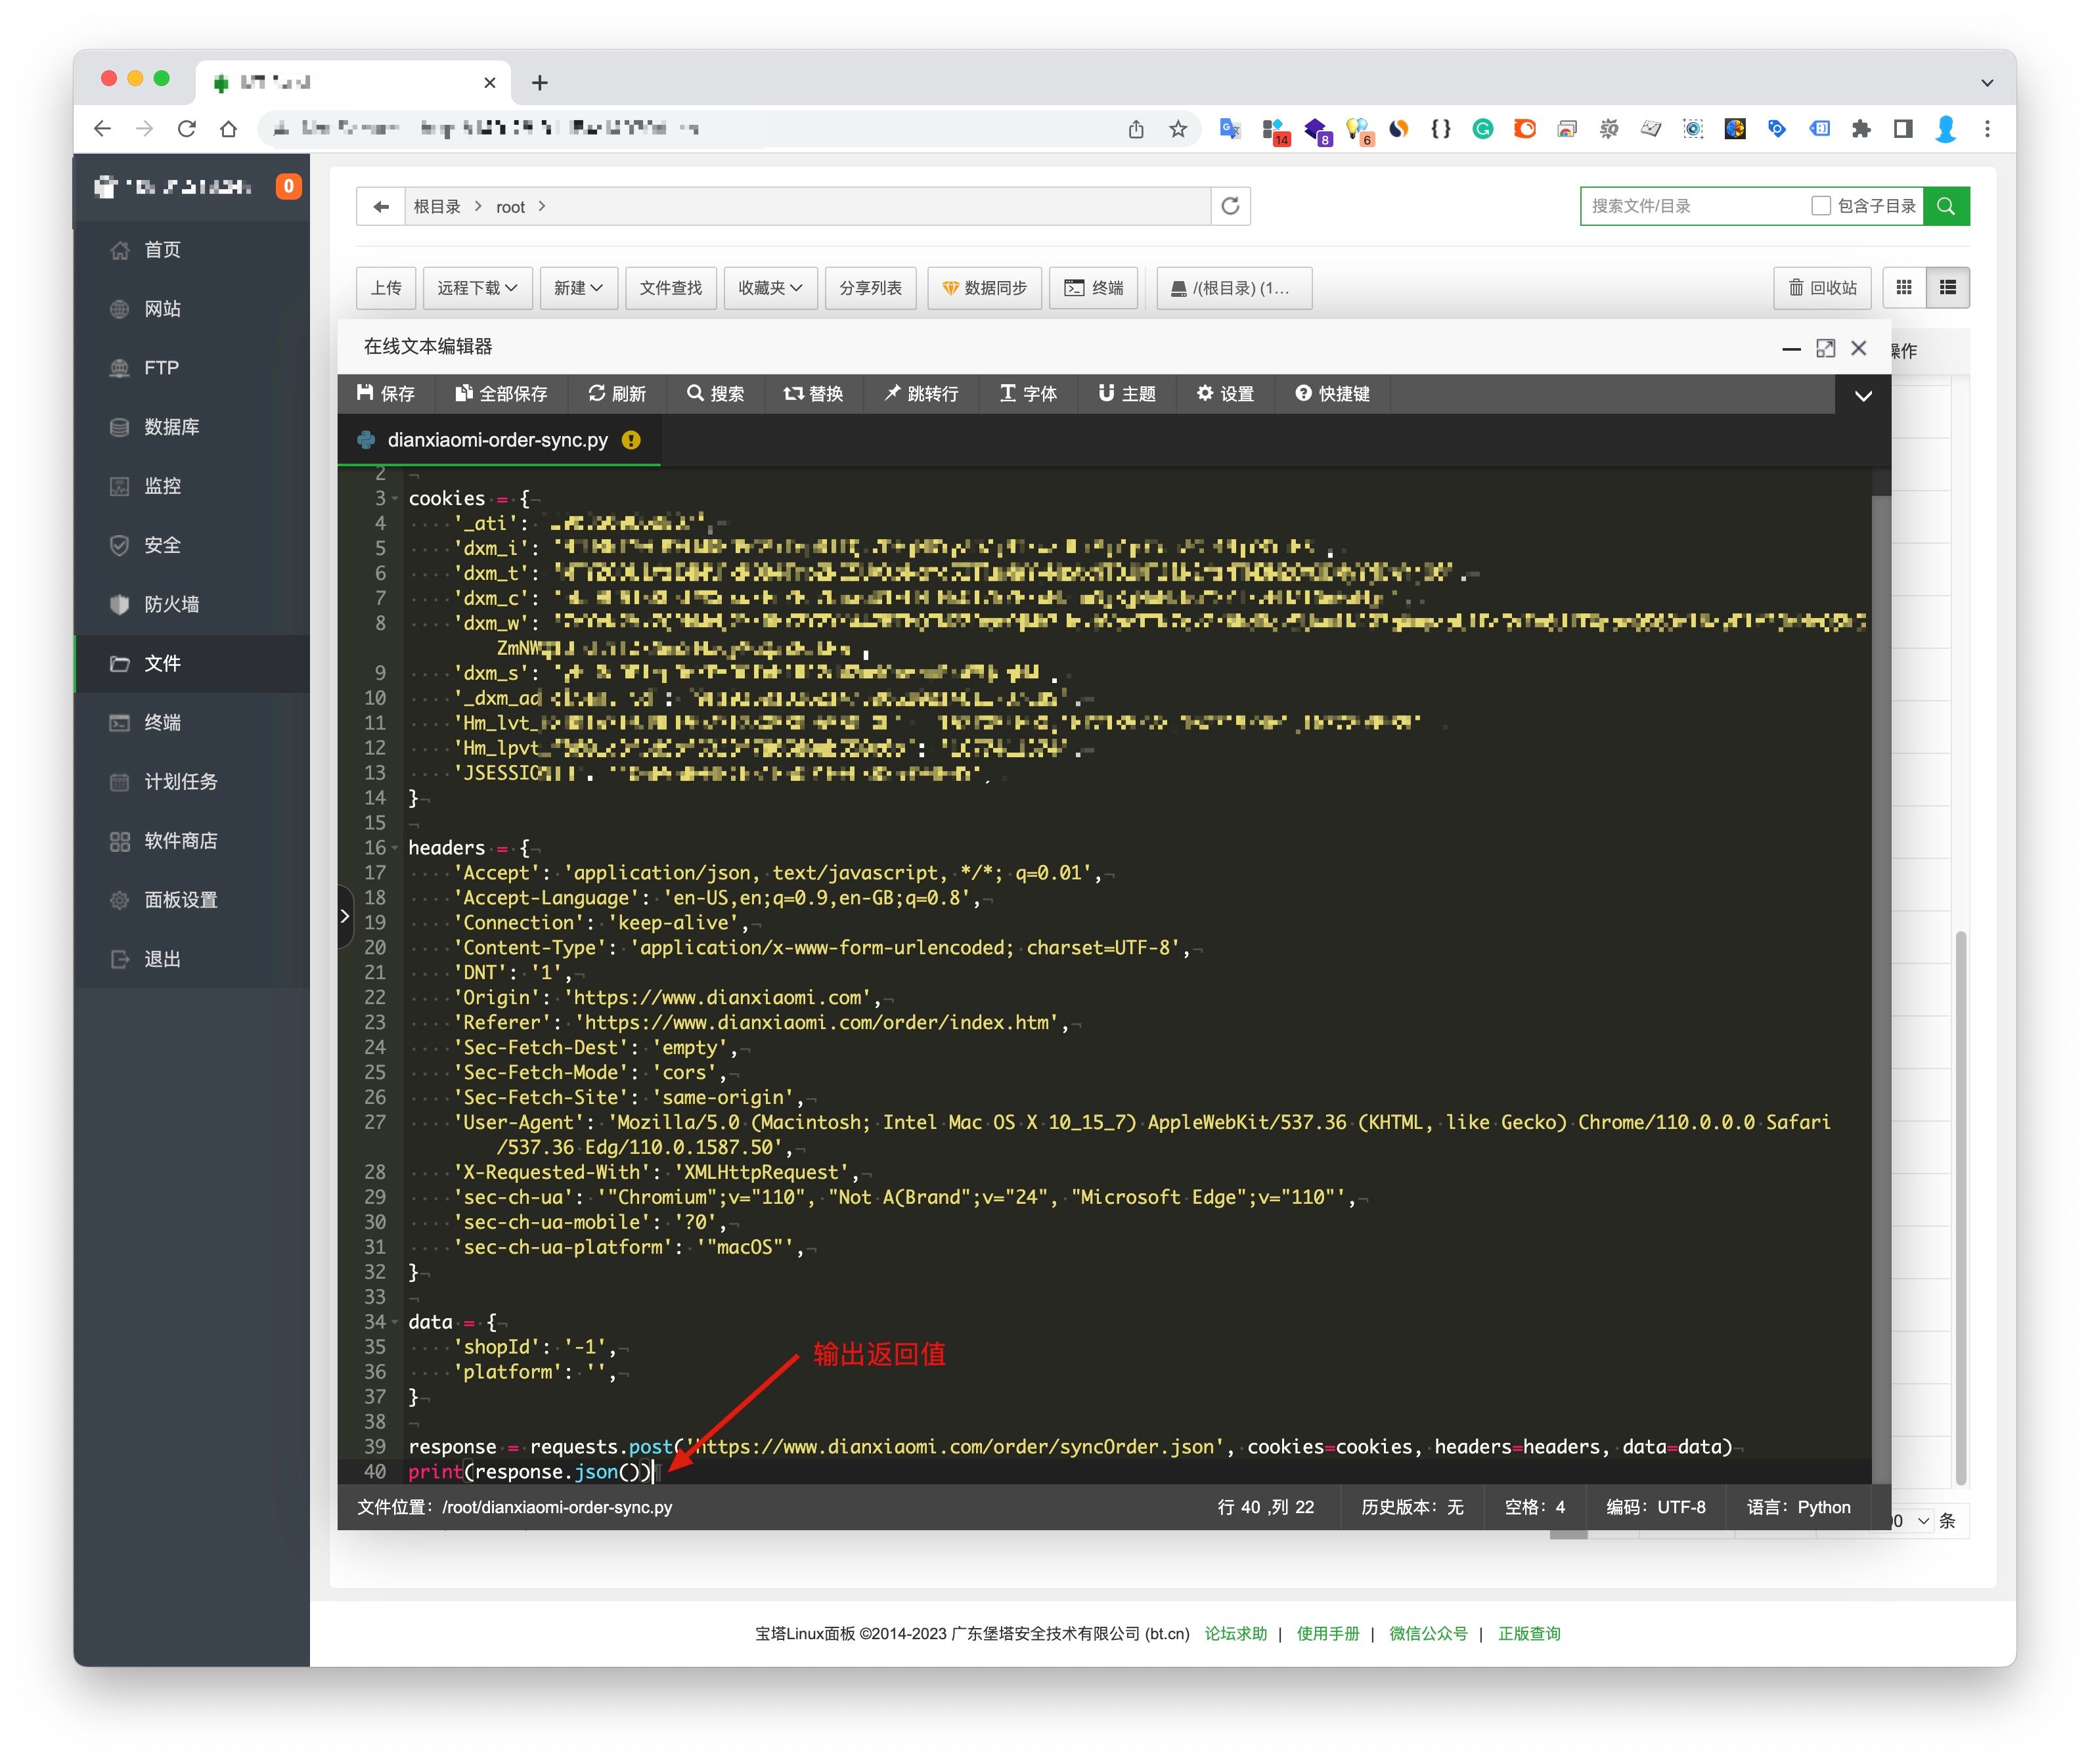 0
14
8
6
首页
网站
FTP
数据库
监控
安全
防火墙
文件
终端
计划任务
软件商店
面板设置
退出
根目录 > root >
搜索文件/目录 包含子目录
上传 远程下载 新建 文件查找 收藏夹 分享列表 数据同步 终端 /(根目录) (1... 回收站
操作
在线文本编辑器
保存 全部保存 刷新 搜索 替换 跳转行 字体 主题 设置 快捷键
dianxiaomi-order-sync.py
2
3 cookies = {
4 '_ati':
5 'dxm_i':
6 'dxm_t':
7 'dxm_c':
8 'dxm_w':
9 'dxm_s':
10 '_dxm_ad
11 'Hm_lvt_
12 'Hm_lpvt
13 'JSESSIO
14 }
15
16 headers = {
17 'Accept': 'application/json, text/javascript, */*; q=0.01',
18 'Accept-Language': 'en-US,en;q=0.9,en-GB;q=0.8',
19 'Connection': 'keep-alive',
20 'Content-Type': 'application/x-www-form-urlencoded; charset=UTF-8',
21 'DNT': '1',
22 'Origin': 'https://www.dianxiaomi.com',
23 'Referer': 'https://www.dianxiaomi.com/order/index.htm',
24 'Sec-Fetch-Dest': 'empty',
25 'Sec-Fetch-Mode': 'cors',
26 'Sec-Fetch-Site': 'same-origin',
27 'User-Agent': 'Mozilla/5.0 (Macintosh; Intel Mac OS X 10_15_7) AppleWebKit/537.36 (KHTML, like Gecko) Chrome/110.0.0.0 Safari
/537.36 Edg/110.0.1587.50',
28 'X-Requested-With': 'XMLHttpRequest',
29 'sec-ch-ua': '"Chromium";v="110", "Not A(Brand";v="24", "Microsoft Edge";v="110"',
30 'sec-ch-ua-mobile': '?0',
31 'sec-ch-ua-platform': '"macOS"',
32 }
33
34 data = {
35 'shopId': '-1',
36 'platform': '',
37 }
38
输出返回值
39 response = requests.post('https://www.dianxiaomi.com/order/syncOrder.json', cookies=cookies, headers=headers, data=data)
40 print(response.json())
文件位置：/root/dianxiaomi-order-sync.py 行 40 ,列 22 历史版本：无 空格：4 编码：UTF-8 语言：Python
条
宝塔Linux面板 ©2014-2023 广东堡塔安全技术有限公司 (bt.cn) 论坛求助 | 使用手册 | 微信公众号 | 正版查询